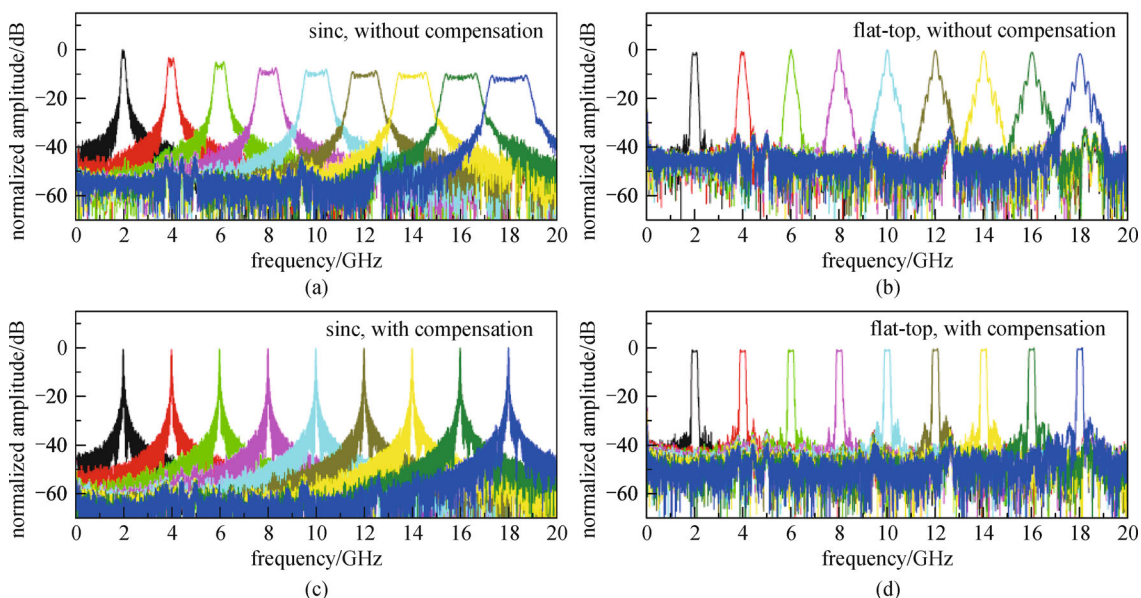 sinc, without compensation
normalized amplitude/dB
0
−20
−40
−60
0 2 4 6 8 10 12 14 16 18 20
frequency/GHz
(a)
flat-top, without compensation
normalized amplitude/dB
0
−20
−40
−60
0 2 4 6 8 10 12 14 16 18 20
frequency/GHz
(b)
sinc, with compensation
normalized amplitude/dB
0
−20
−40
−60
0 2 4 6 8 10 12 14 16 18 20
frequency/GHz
(c)
flat-top, with compensation
normalized amplitude/dB
0
−20
−40
−60
0 2 4 6 8 10 12 14 16 18 20
frequency/GHz
(d)